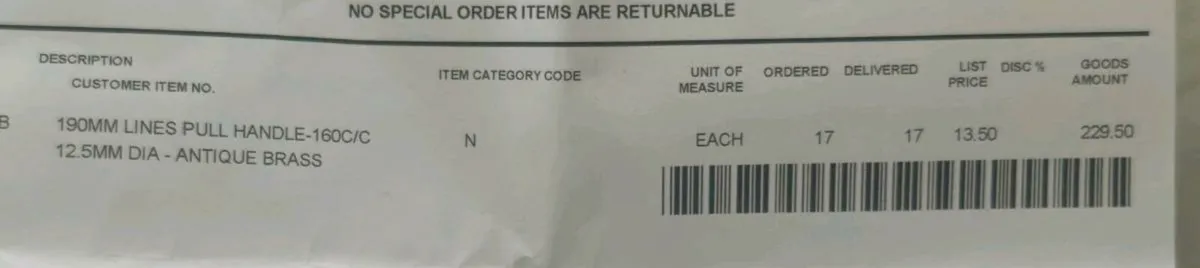 NO SPECIAL ORDER ITEMS ARE RETURNABLE
DESCRIPTION
CUSTOMER ITEM NO.
ITEM CATEGORY CODE
UNIT OF MEASURE
ORDERED
DELIVERED
LIST PRICE
DISC %
GOODS AMOUNT
B
190MM LINES PULL HANDLE-160C/C
12.5MM DIA - ANTIQUE BRASS
N
EACH
17
17
13.50
229.50